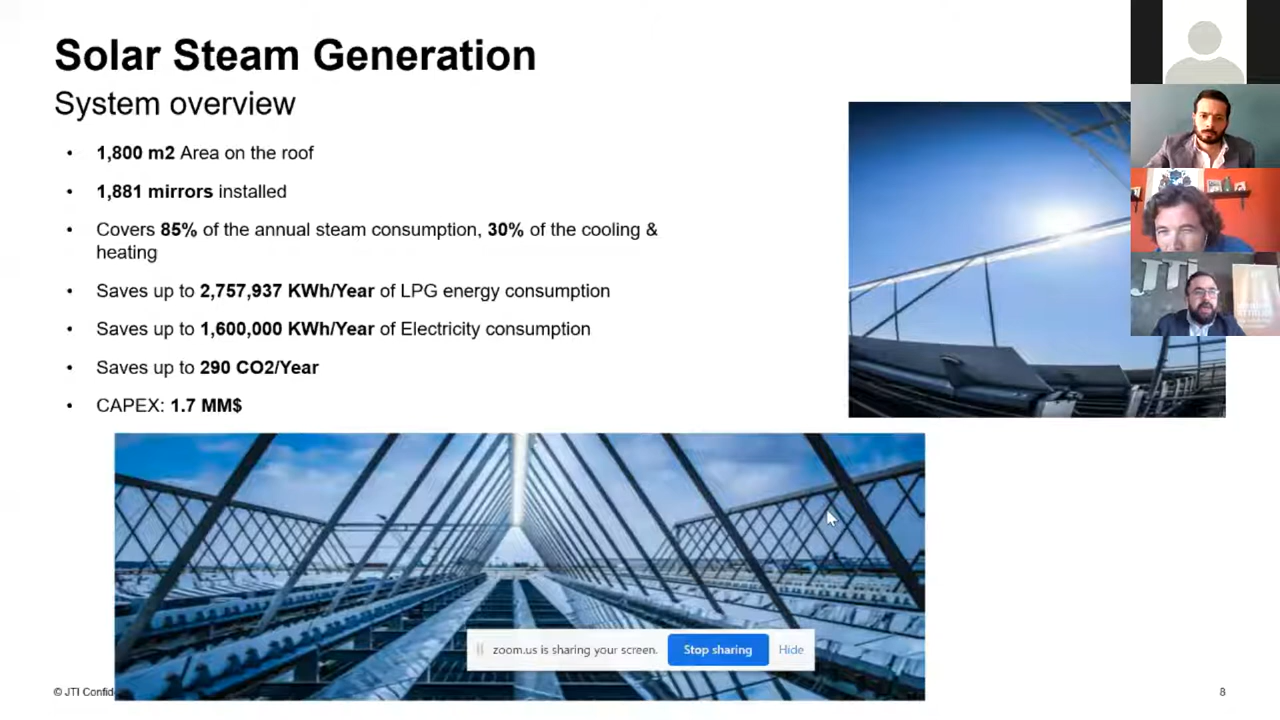 Solar Steam Generation
System overview
• 1,800 m2 Area on the roof
• 1,881 mirrors installed
• Covers 85% of the annual steam consumption, 30% of the cooling &
heating
• Saves up to 2,757,937 KWh/Year of LPG energy consumption
• Saves up to 1,600,000 KWh/Year of Electricity consumption
• Saves up to 290 CO2/Year
• CAPEX: 1.7 MM$
JTI
zoom.us is sharing your screen.
Stop sharing
Hide
© JTI Confid
8